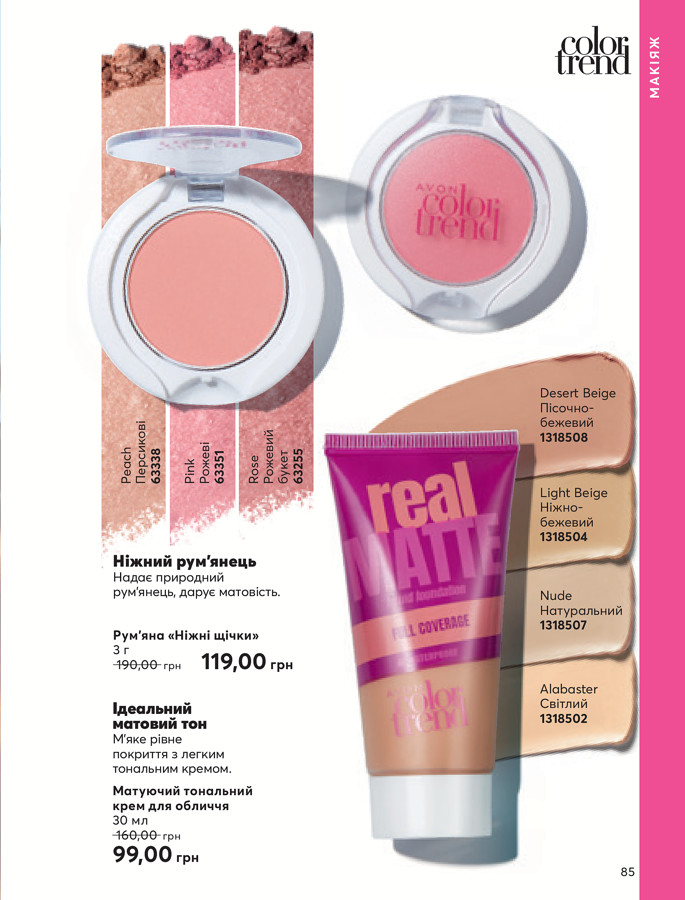 color
trend
МАКІЯЖ
AVON
color
trend
Peach
Персикові
63338
Pink
Рожеві
63351
Rose
Рожевий
букет
63255
Desert Beige
Пісочно-
бежевий
1318508
Light Beige
Ніжно-
бежевий
1318504
Nude
Натуральний
1318507
Alabaster
Світлий
1318502
real
MATTE
foundation
FULL COVERAGE
color
trend
Ніжний рум'янець
Надає природний
рум'янець, дарує матовість.
Рум'яна «Ніжні щічки»
3 г
190,00 грн 119,00 грн
Ідеальний
матовий тон
М'яке рівне
покриття з легким
тональним кремом.
Матуючий тональний
крем для обличчя
30 мл
160,00 грн
99,00 грн
85